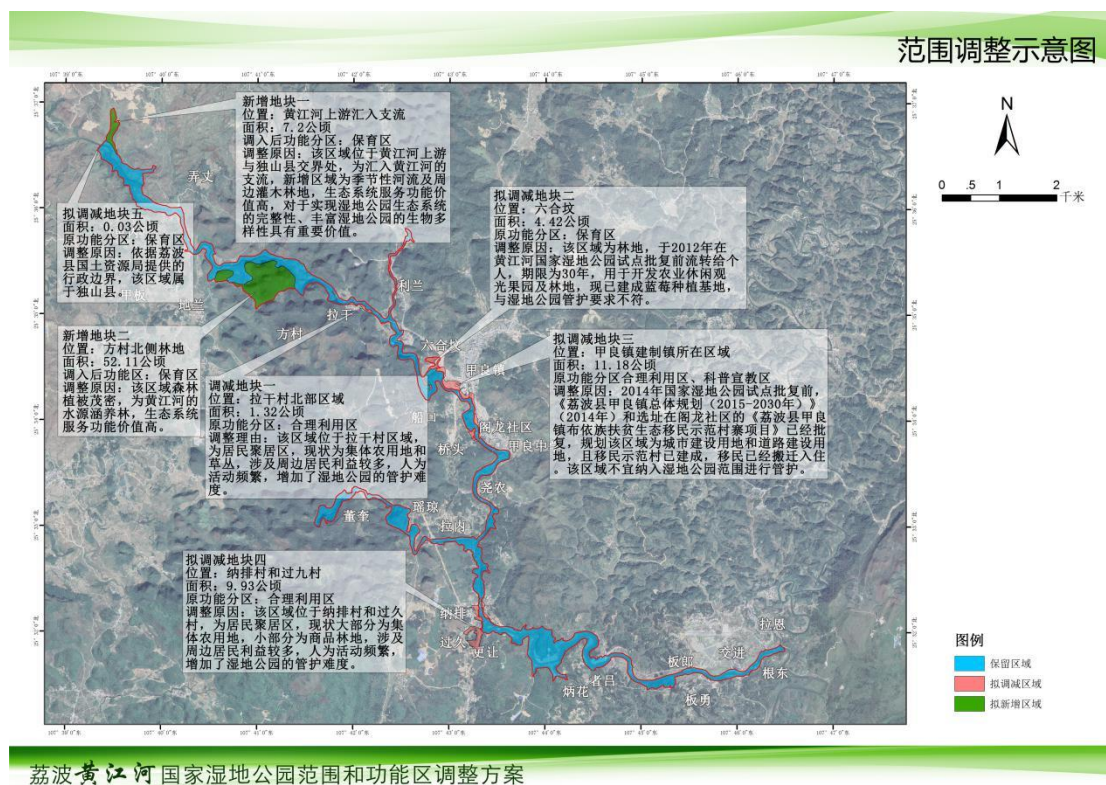 范围调整示意图
新增地块一
位置：黄江河上游汇入支流
面积：7.2公顷
调入后功能分区：保育区
调整原因：该区域位于黄江河上游
与独山县交界处，为汇入黄江河的
支流，新增区域为季节性河流及周
边灌木林地，生态系统服务功能价
值高，对于实现湿地公园生态系统
的完整性、丰富湿地公园的生物多
样性具有重要价值。
N
0 .5 1 2
千米
弄丈
拟调减地块五
面积：0.03公顷
原功能分区：保育区
调整原因：依据荔波
县国土资源局提供的
行政边界，该区域属
于独山县。
拟调减地块二
位置：六合坟
面积：4.42公顷
原功能分区：保育区
调整原因：该区域为林地，于2012年在
黄江河国家湿地公园试点批复前流转给个
人，期限为30年，用于开发农业休闲观
光果园及林地，现已建成蓝莓种植基地，
与湿地公园管护要求不符。
地兰
利兰
拉干
方村
六合坟
甲良镇
新增地块二
位置：方村北侧林地
面积：52.11公顷
调入后功能区：保育区
调整原因：该区域森林
植被茂密，为黄江河的
水源涵养林，生态系统
服务功能价值高。
调减地块一
位置：拉干村北部区域
面积：1.32公顷
原功能分区：合理利用区
调整理由：该区域位于拉干村区域，
为居民聚居区，现状为集体农用地和
草丛，涉及周边居民利益较多，人为
活动频繁，增加了湿地公园的管护难
度。
拟调减地块三
位置：甲良镇建制镇所在区域
面积：11.18公顷
原功能分区合理利用区、科普宣教区
调整原因：2014年国家湿地公园试点批复前，
《荔波县甲良镇总体规划（2015-2030年）》
（2014年）和选址在阁龙社区的《荔波县甲良
镇布依族扶贫生态移民示范村寨项目》已经批
复，规划该区域为城市建设用地和道路建设用
地，且移民示范村已建成，移民已经搬迁入住
。该区域不宜纳入湿地公园范围进行管护。
阁龙社区
桥头
尧农
瑶琼
董奎
拉内
拟调减地块四
位置：纳排村和过九村
面积：9.93公顷
原功能分区：合理利用区
调整原因：该区域位于纳排村和过久
村，为居民聚居区，现状大部分为集
体农用地，小部分为商品林地，涉及
周边居民利益较多，人为活动频繁，
增加了湿地公园的管护难度。
纳排
过久
更让
拉恩
交进
板郎
根东
者吕
炳花
板勇
图例
保留区域
拟调减区域
拟新增区域
荔波黄江河国家湿地公园范围和功能区调整方案